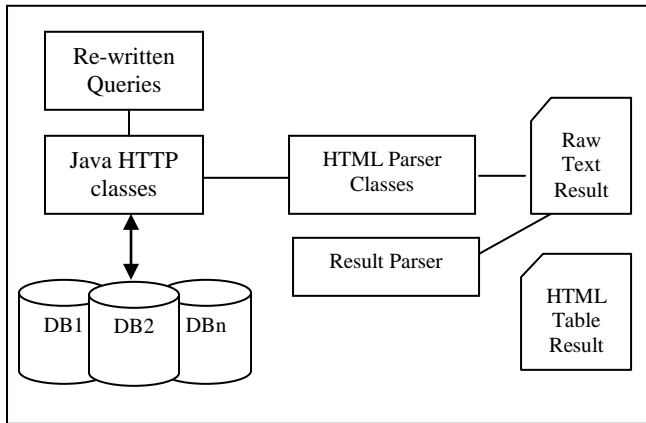 Re-written
Queries
Java HTTP
classes
HTML Parser
Classes
Raw
Text
Result
Result Parser
DB1
DB2
DBn
HTML
Table
Result